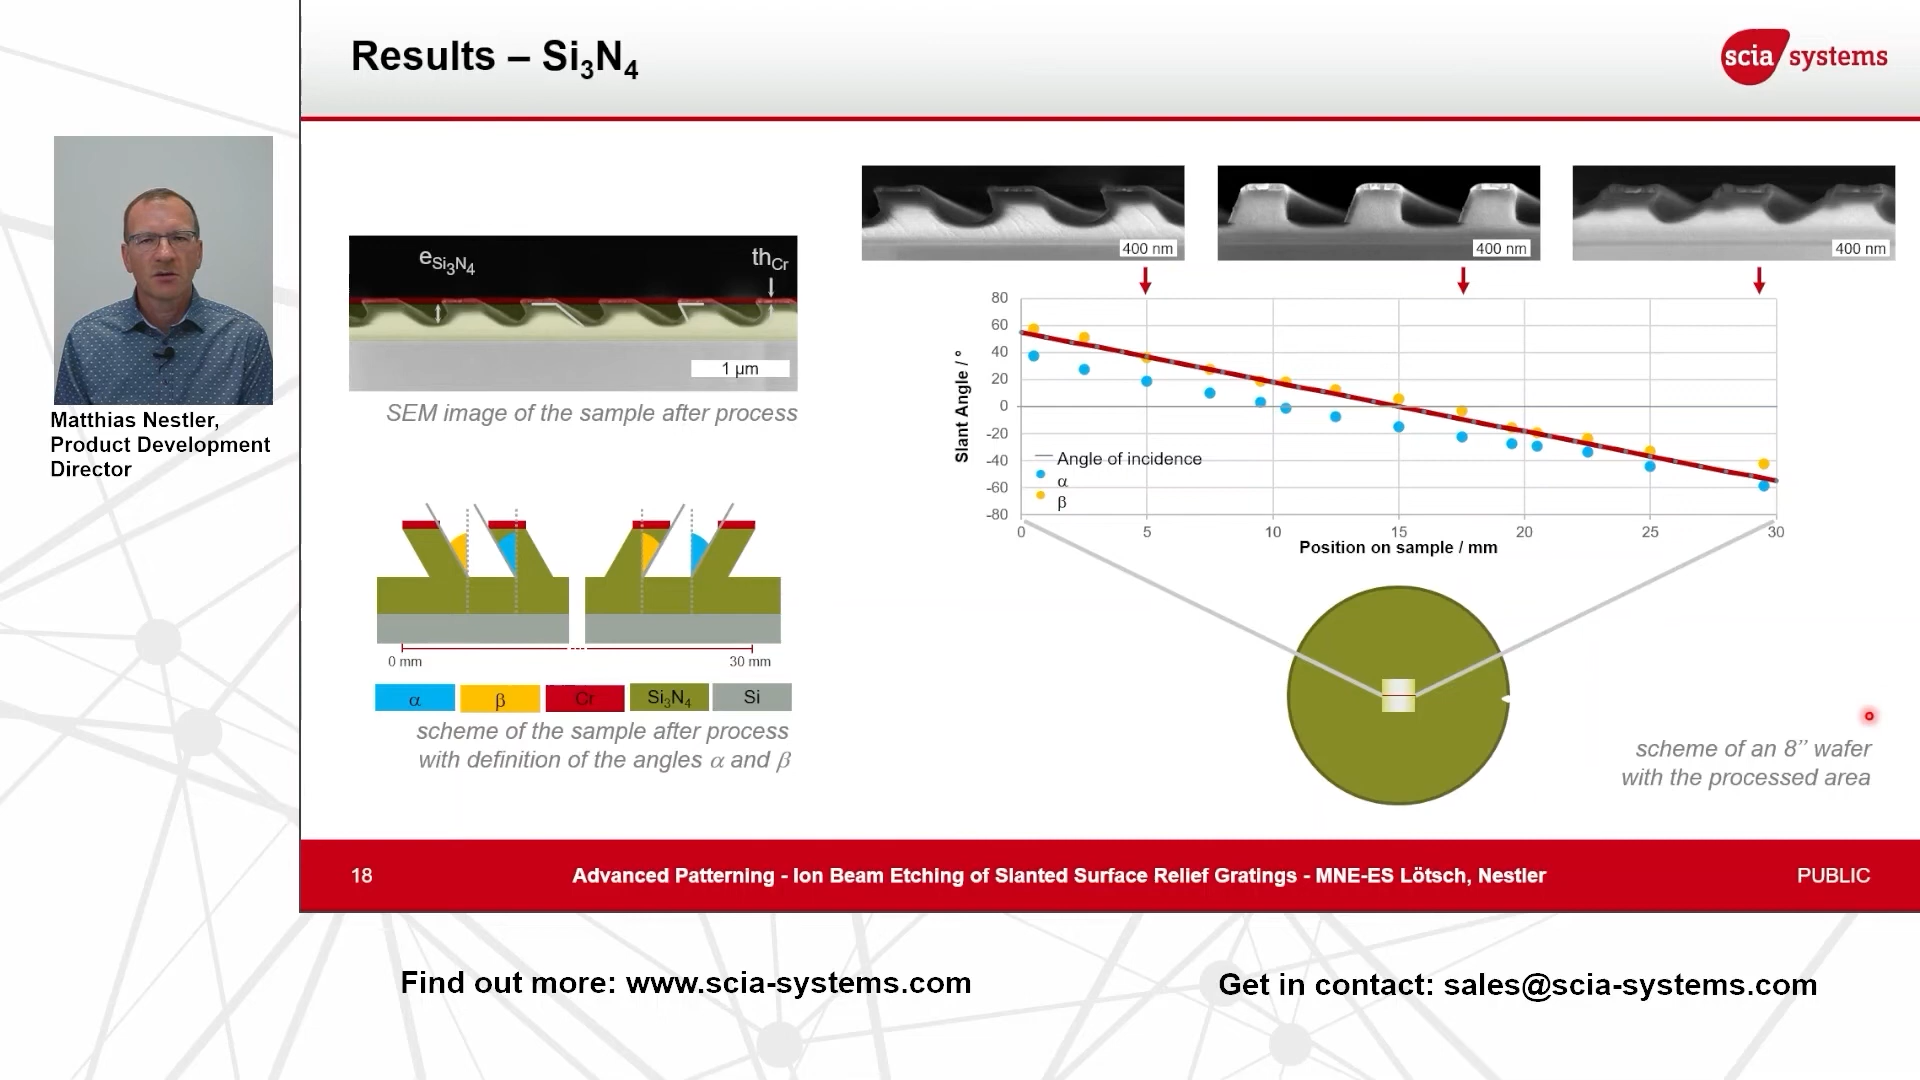 Results – Si3N4
scia systems
Matthias Nestler,
Product Development
Director
eSi3N4
thCr
1 µm
SEM image of the sample after process
400 nm
400 nm
400 nm
80
60
40
20
0
-20
-40
-60
-80
Slant Angle / °
Angle of incidence
α
β
0
5
10
15
20
25
30
Position on sample / mm
0 mm
30 mm
α
β
Cr
Si3N4
Si
scheme of the sample after process
with definition of the angles α and β
scheme of an 8’’ wafer
with the processed area
18
Advanced Patterning - Ion Beam Etching of Slanted Surface Relief Gratings - MNE-ES Lötsch, Nestler
PUBLIC
Find out more: www.scia-systems.com
Get in contact: sales@scia-systems.com